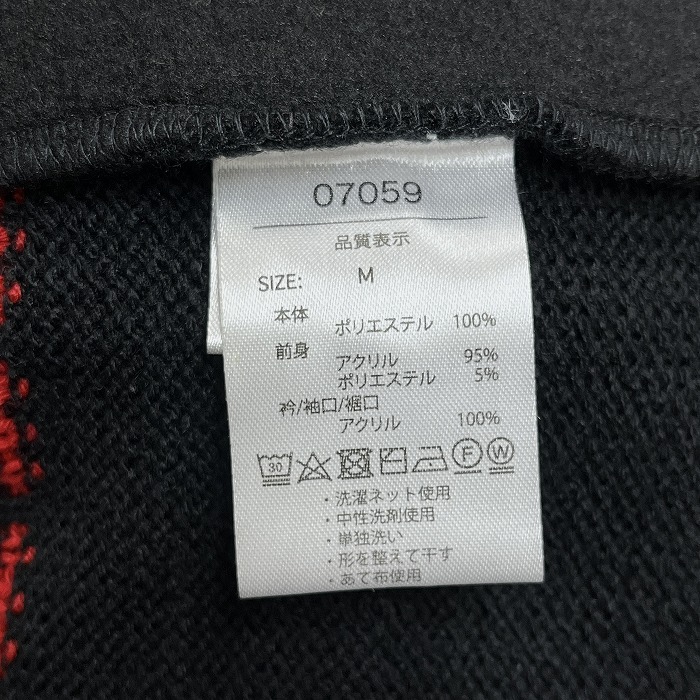 07059
品質表示
SIZE: M
本体 ポリエステル 100%
前身 アクリル 95%
ポリエステル 5%
衿/袖口/裾口
アクリル 100%
30 F W
・洗濯ネット使用
・中性洗剤使用
・単独洗い
・形を整えて干す
・あて布使用